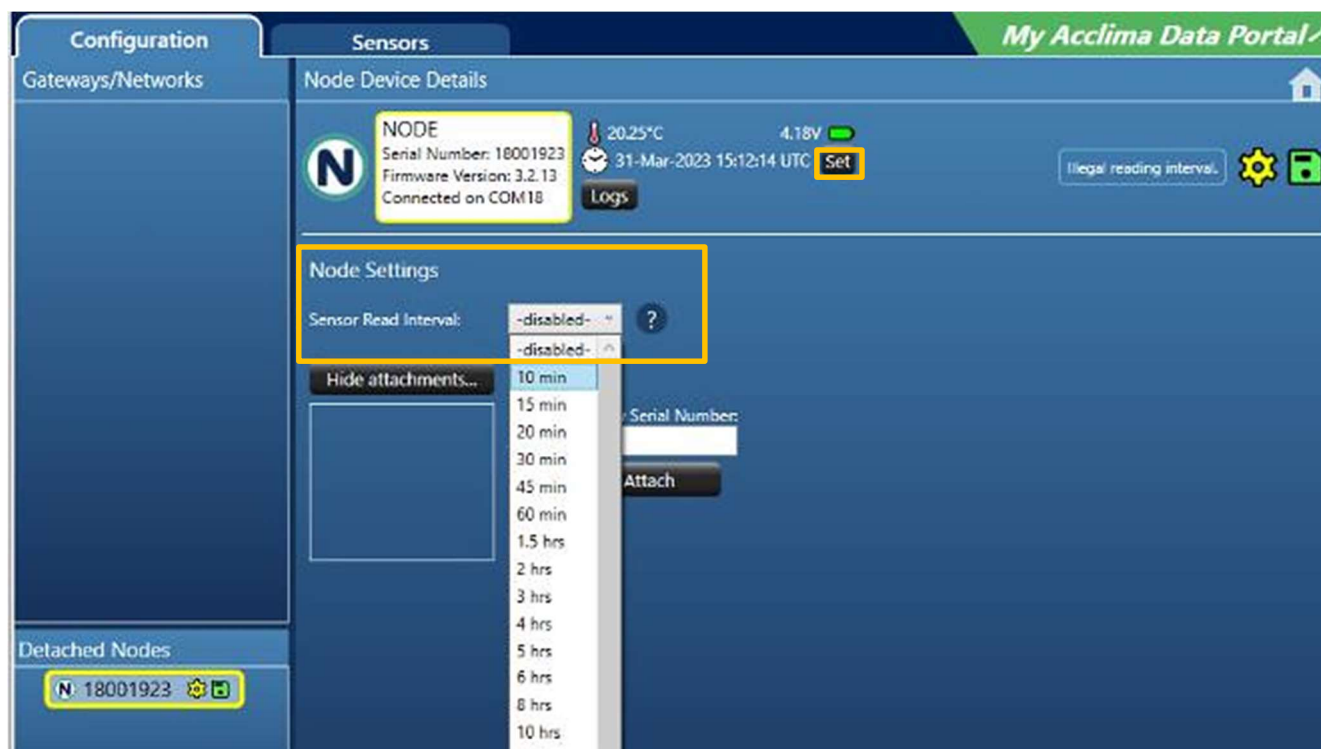 Configuration
Sensors
My Acclima Data Portal
Gateways/Networks
Node Device Details
N
NODE
Serial Number: 18001923
Firmware Version: 3.2.13
Connected on COM18
20.25°C
4.18V
31-Mar-2023 15:12:14 UTC
Set
Logs
Illegal reading interval.
Node Settings
Sensor Read Interval:
-disabled-
?
-disabled-
10 min
15 min
20 min
30 min
45 min
60 min
1.5 hrs
2 hrs
3 hrs
4 hrs
5 hrs
6 hrs
8 hrs
10 hrs
Hide attachments...
Serial Number:
Attach
Detached Nodes
N 18001923